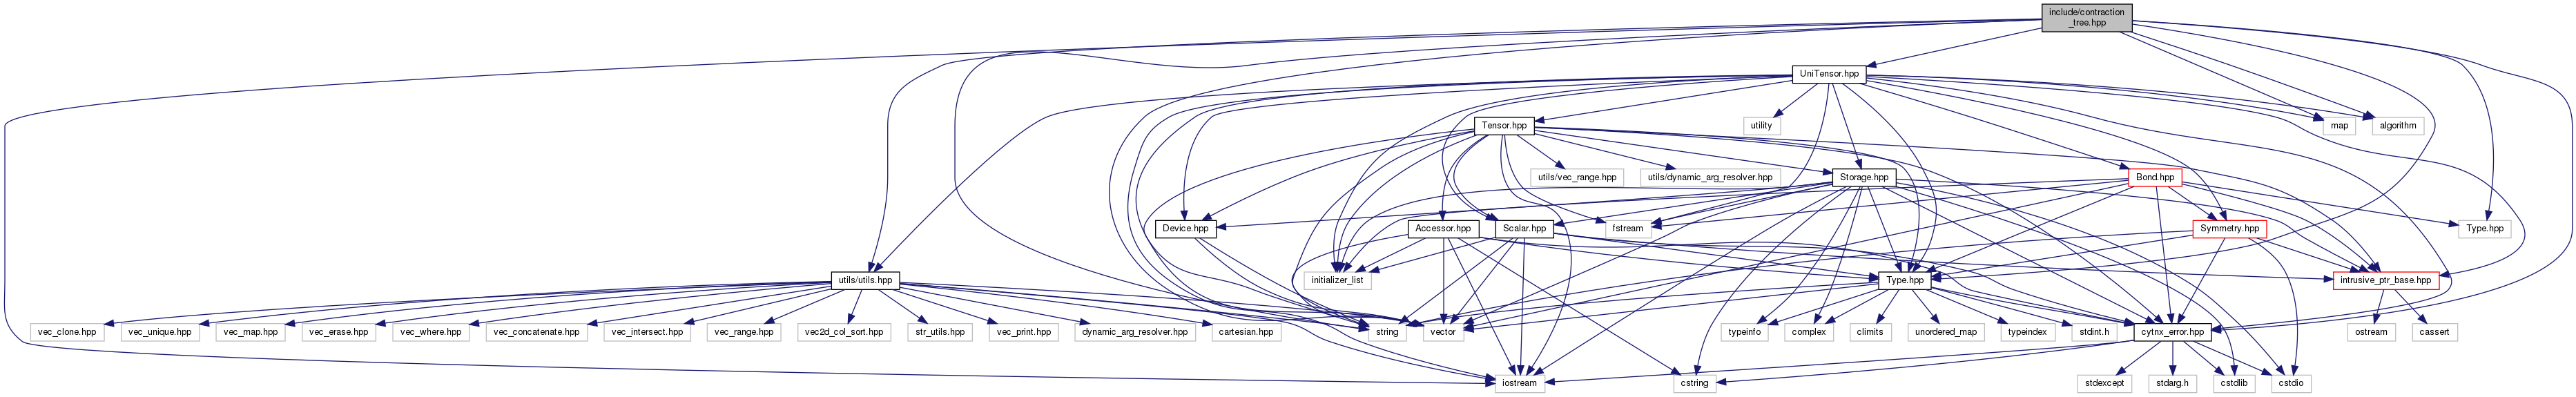 include/contraction
_tree.hpp
UniTensor.hpp
Tensor.hpp
utility
map
algorithm
utils/vec_range.hpp
utils/dynamic_arg_resolver.hpp
Storage.hpp
Bond.hpp
Device.hpp
Accessor.hpp
Scalar.hpp
fstream
Symmetry.hpp
Type.hpp
utils/utils.hpp
initializer_list
Type.hpp
intrusive_ptr_base.hpp
vec_clone.hpp
vec_unique.hpp
vec_map.hpp
vec_erase.hpp
vec_where.hpp
vec_concatenate.hpp
vec_intersect.hpp
vec_range.hpp
vec2d_col_sort.hpp
str_utils.hpp
vec_print.hpp
dynamic_arg_resolver.hpp
cartesian.hpp
string
vector
typeinfo
complex
climits
unordered_map
typeindex
stdint.h
cytnx_error.hpp
ostream
cassert
iostream
cstring
stdexcept
stdarg.h
cstdlib
cstdio